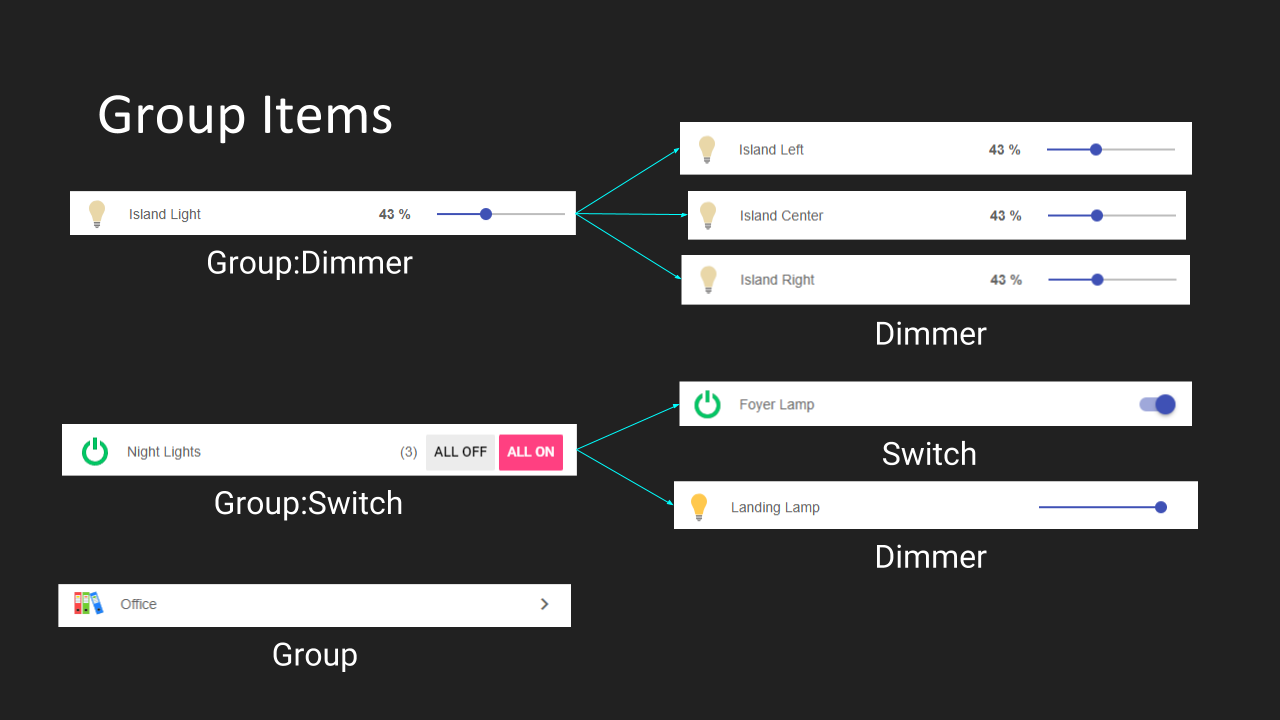 Group Items
Island Light 43 %
Group:Dimmer
Island Left 43 %
Island Center 43 %
Island Right 43 %
Dimmer
Night Lights (3) ALL OFF ALL ON
Group:Switch
Foyer Lamp
Switch
Landing Lamp
Dimmer
Office
Group